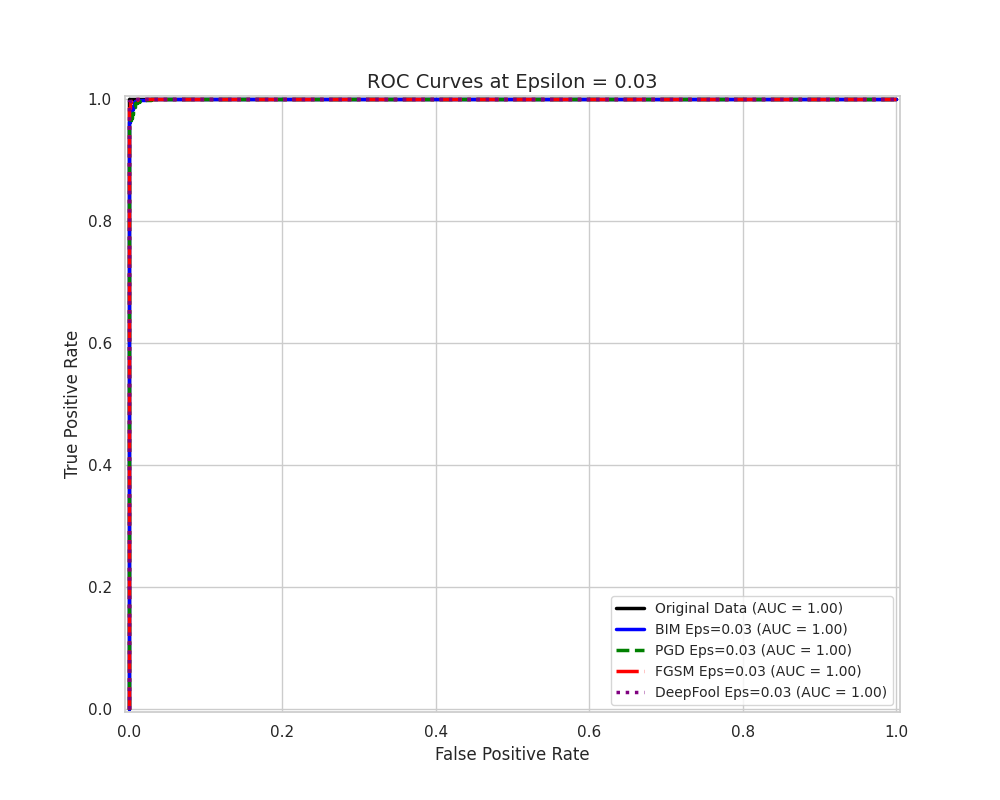 ROC Curves at Epsilon = 0.03
True Positive Rate
1.0
0.8
0.6
0.4
0.2
0.0
Original Data (AUC = 1.00)
BIM Eps=0.03 (AUC = 1.00)
PGD Eps=0.03 (AUC = 1.00)
FGSM Eps=0.03 (AUC = 1.00)
DeepFool Eps=0.03 (AUC = 1.00)
0.0 0.2 0.4 0.6 0.8 1.0
False Positive Rate